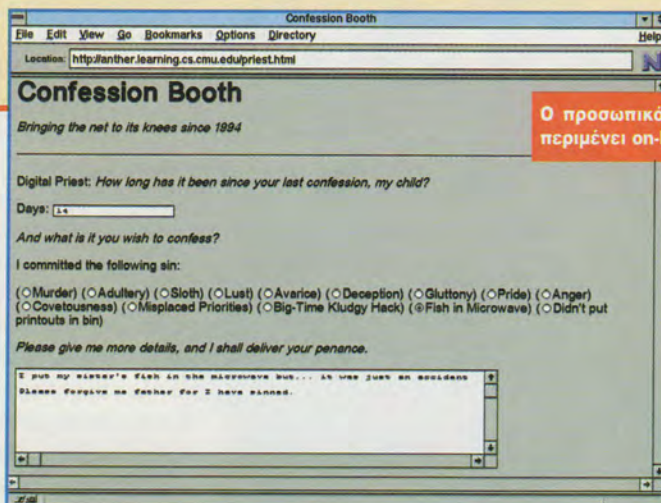 Confession Booth
File Edit View Go Bookmarks Options Directory Help
Location: http://anther.learning.cs.cmu.edu/priest.html
N
Confession Booth
Bringing the net to its knees since 1994
Ο προσωπικό
περιμένει on-
Digital Priest: How long has it been since your last confession, my child?
Days: 14
And what is it you wish to confess?
I committed the following sin:
(Murder) (Adultery) (Sloth) (Lust) (Avarice) (Deception) (Gluttony) (Pride) (Anger)
(Covetousness) (Misplaced Priorities) (Big-Time Kludgy Hack) (Fish in Microwave) (Didn't put
printouts in bin)
Please give me more details, and I shall deliver your penance.
I put my sister's fish in the microwave but... it was just an accident
Please forgive me father for I have sinned.